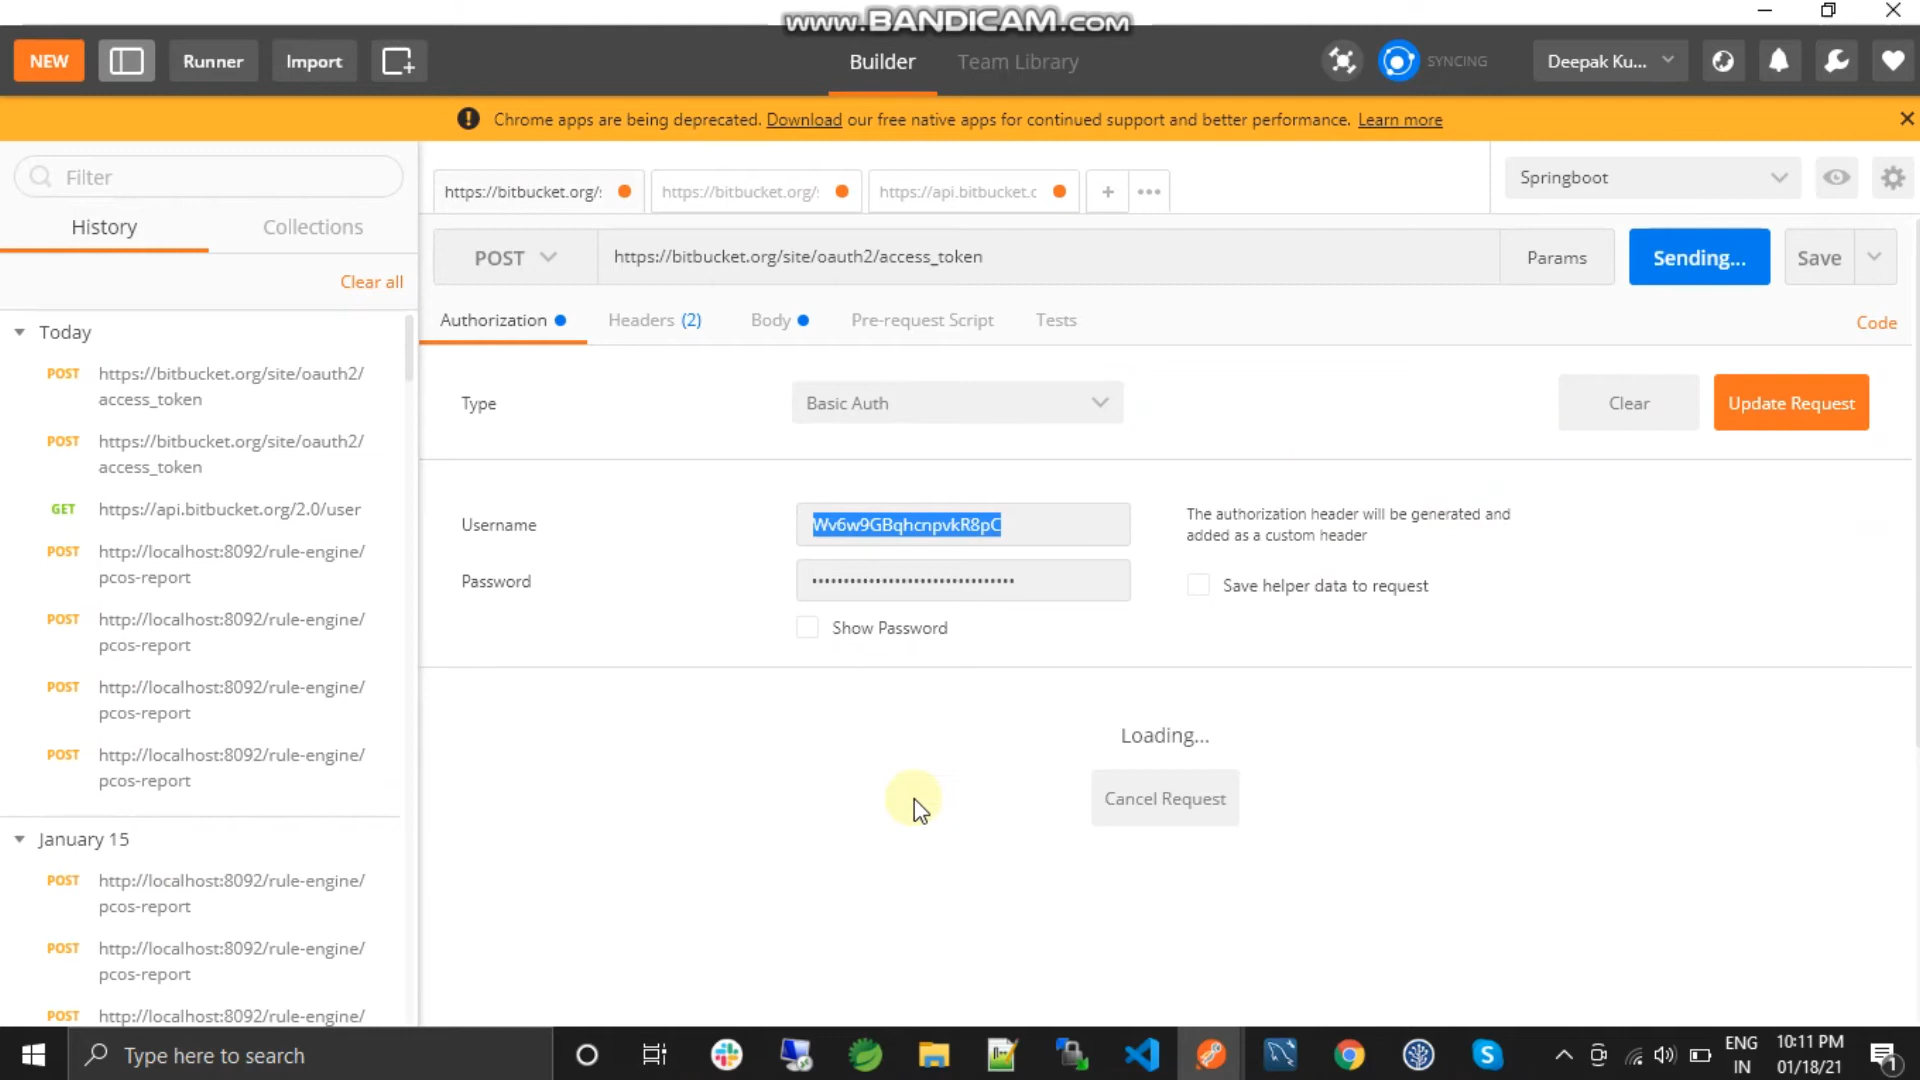 www.BANDICAM.com
NEW
Runner
Import
Builder
Team Library
SYNCING
Deepak Ku...
Chrome apps are being deprecated. Download our free native apps for continued support and better performance. Learn more
Filter
History
Collections
Clear all
Today
POST https://bitbucket.org/site/oauth2/
access_token
POST https://bitbucket.org/site/oauth2/
access_token
GET https://api.bitbucket.org/2.0/user
POST http://localhost:8092/rule-engine/
pcos-report
POST http://localhost:8092/rule-engine/
pcos-report
POST http://localhost:8092/rule-engine/
pcos-report
POST http://localhost:8092/rule-engine/
pcos-report
January 15
POST http://localhost:8092/rule-engine/
pcos-report
POST http://localhost:8092/rule-engine/
pcos-report
POST http://localhost:8092/rule-engine/
https://bitbucket.org/:
https://bitbucket.org/:
https://api.bitbucket.c
Springboot
POST
https://bitbucket.org/site/oauth2/access_token
Params
Sending...
Save
Authorization
Headers (2)
Body
Pre-request Script
Tests
Code
Type
Basic Auth
Clear
Update Request
Username
Wv6w9GBqhcnpvkR8pC
The authorization header will be generated and
added as a custom header
Password
Save helper data to request
Show Password
Loading...
Cancel Request
Type here to search
ENG
IN
10:11 PM
01/18/21
1